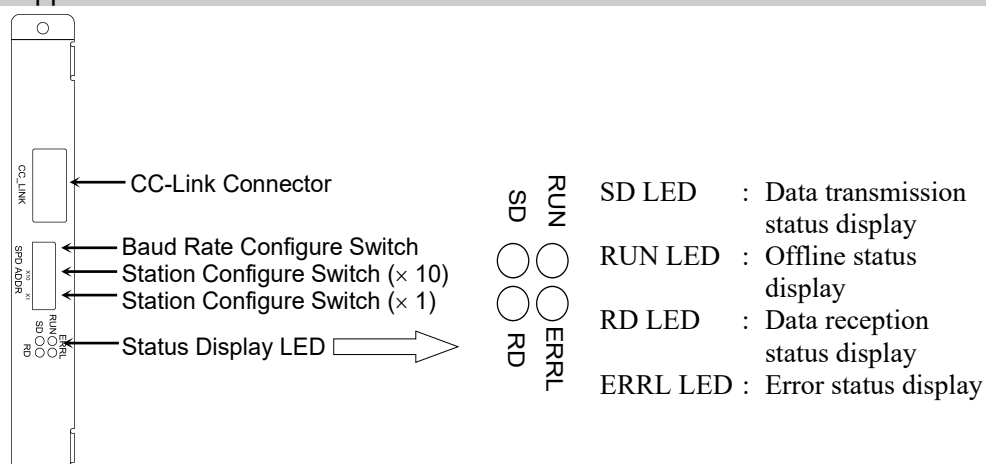 CC_LINK
CC-Link Connector
SPD ADDR
X10
X1
Baud Rate Configure Switch
Station Configure Switch (× 10)
Station Configure Switch (× 1)
RUN ERRL
SD RD
Status Display LED
SD RUN
RD ERRL
SD LED : Data transmission
status display
RUN LED : Offline status
display
RD LED : Data reception
status display
ERRL LED : Error status display